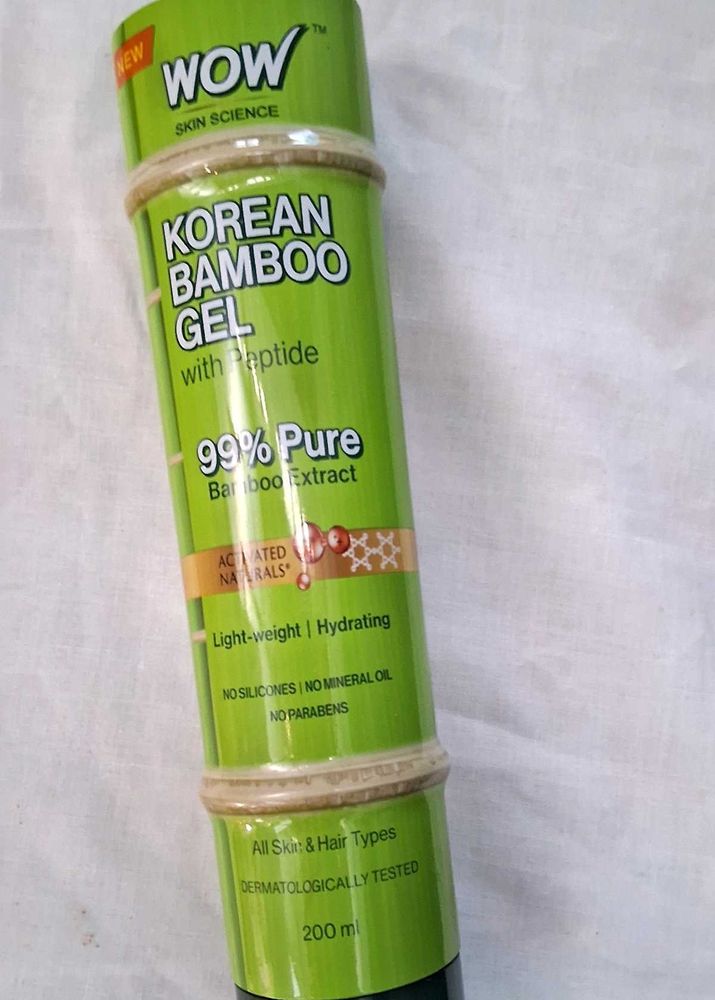 NEW
WOW™
SKIN SCIENCE
KOREAN
BAMBOO
GEL
with Peptide
99% Pure
Bamboo Extract
ACTIVATED
NATURALS®
Light-weight | Hydrating
NO SILICONES | NO MINERAL OIL
NO PARABENS
All Skin & Hair Types
DERMATOLOGICALLY TESTED
200 ml